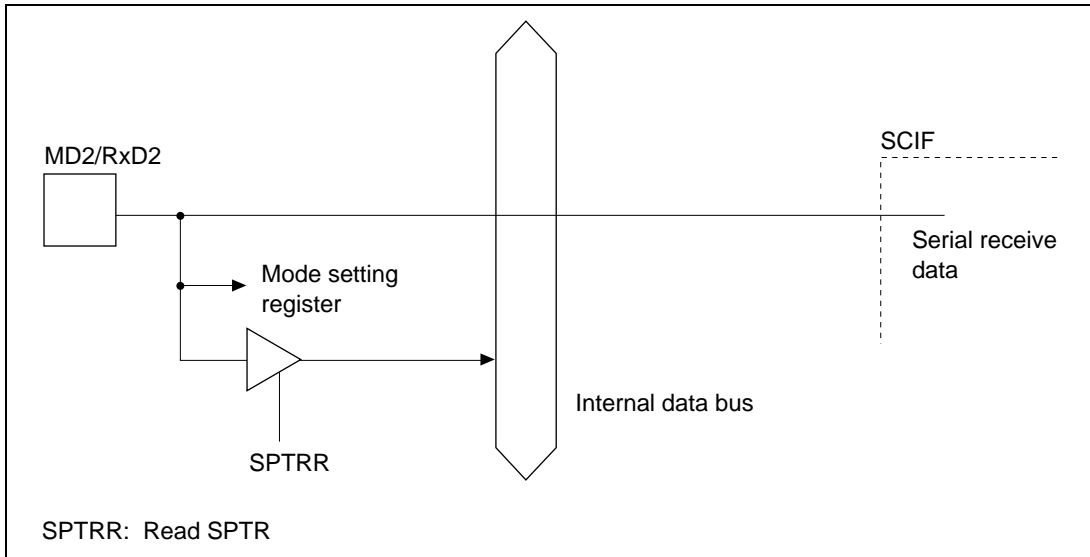 SCIF
MD2/RxD2
Serial receive
data
Mode setting
register
Internal data bus
SPTRR
SPTRR: Read SPTR